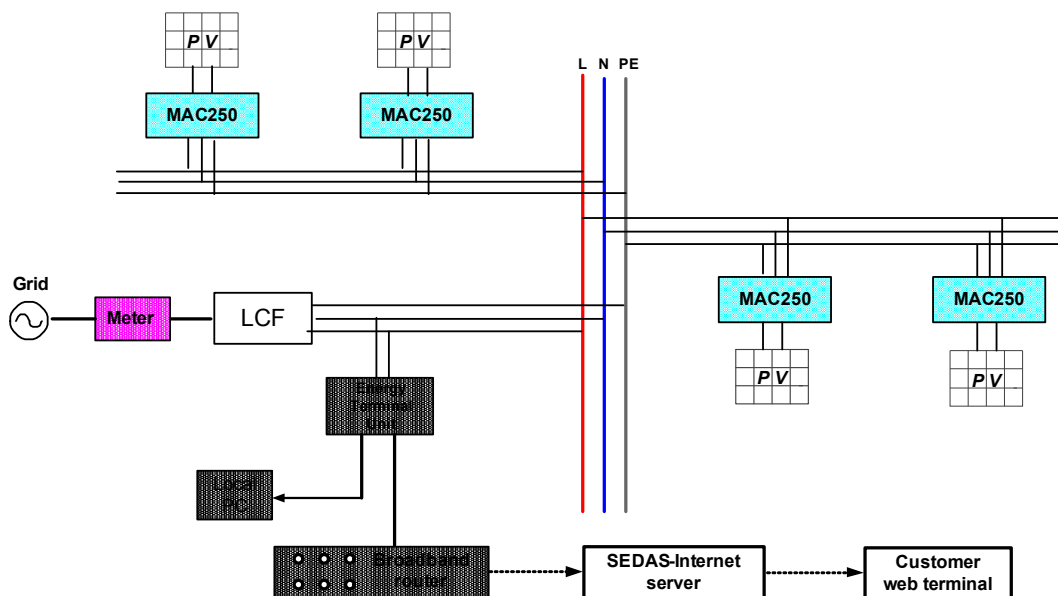 P V
P V
L N PE
MAC250
MAC250
Grid
Meter
LCF
MAC250
MAC250
P V
P V
Energy
Terminal
Unit
Local
PC
Broadband
router
SEDAS-Internet
server
Customer
web terminal